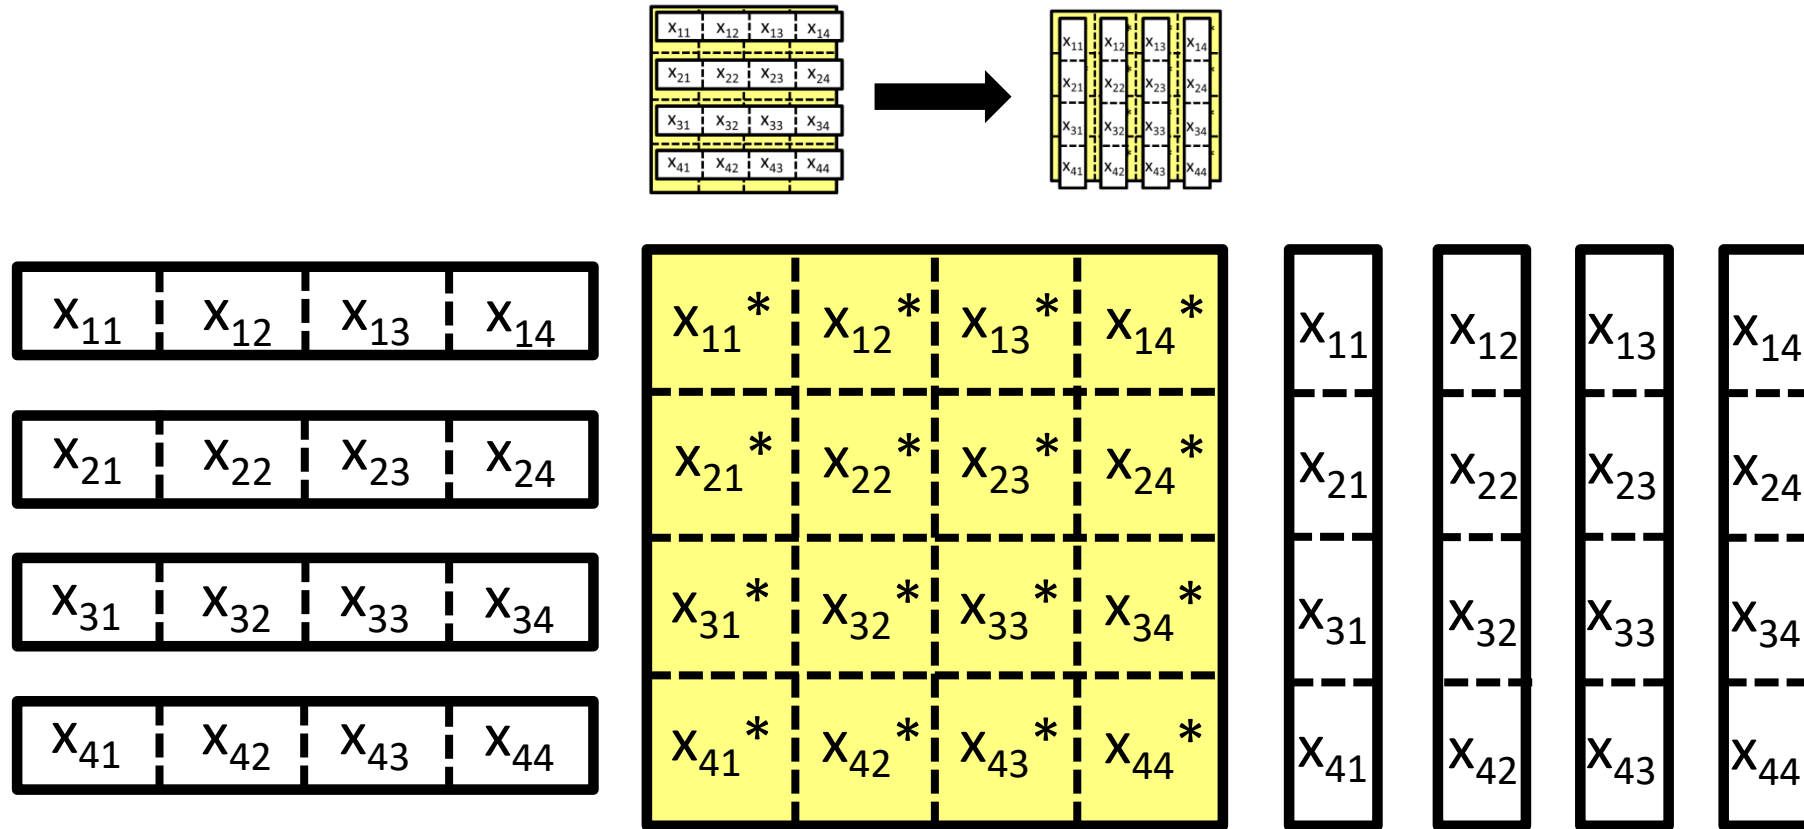 x11 x12 x13 x14
x21 x22 x23 x24
x31 x32 x33 x34
x41 x42 x43 x44
x11 x12* x13* x14*
x21* x22* x23* x24*
x31 x32* x33* x34*
x41 x42* x43* x44*
x11 x12 x13 x14
x21 x22 x23 x24
x31 x32 x33 x34
x41 x42 x43 x44
x11* x12* x13* x14*
x21* x22* x23* x24*
x31* x32* x33* x34*
x41* x42* x43* x44*
x11 x12 x13 x14
x21 x22 x23 x24
x31 x32 x33 x34
x41 x42 x43 x44